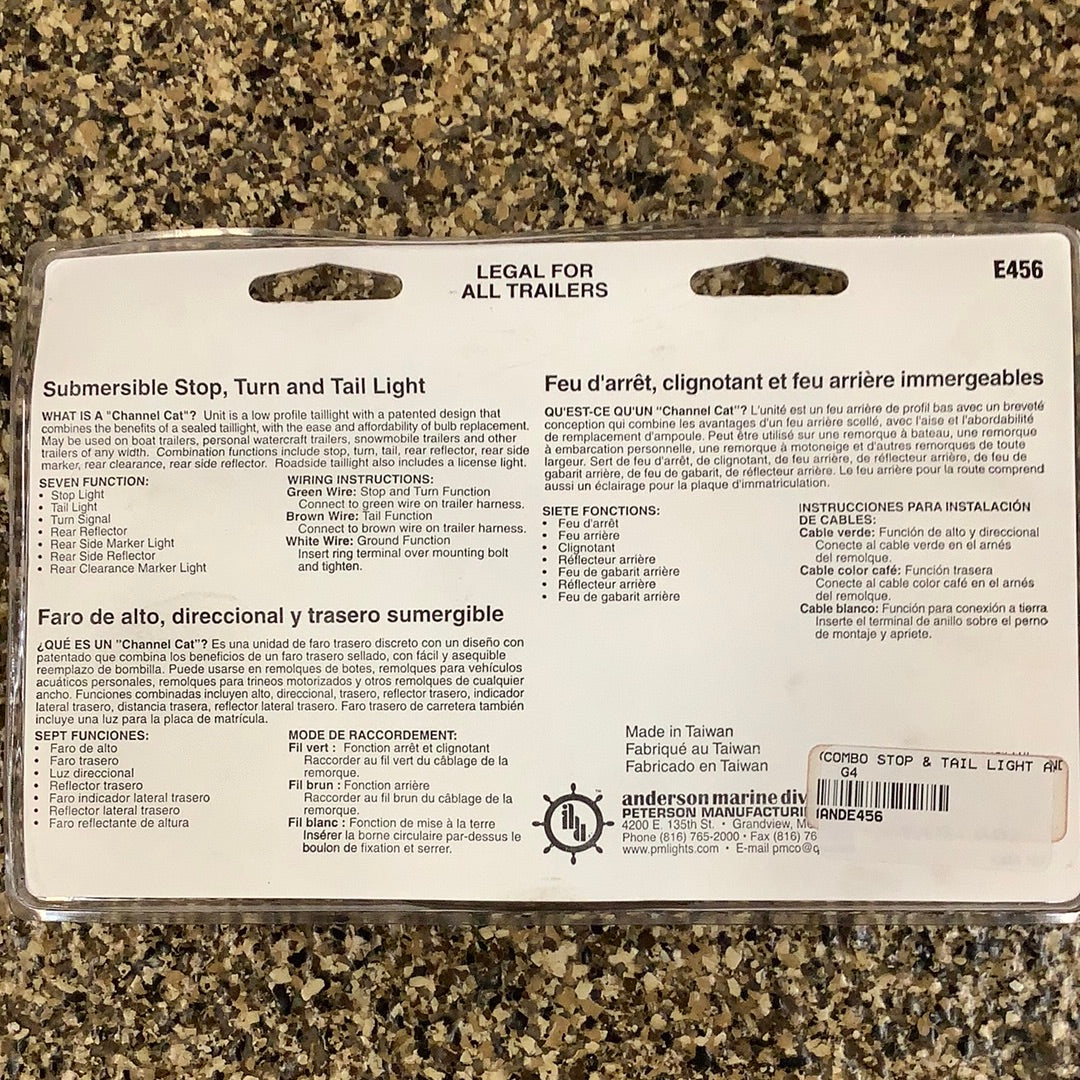 LEGAL FOR
ALL TRAILERS
E456
Submersible Stop, Turn and Tail Light
WHAT IS A "Channel Cat"? Unit is a low profile taillight with a patented design that
combines the benefits of a sealed taillight, with the ease and affordability of bulb replacement.
May be used on boat trailers, personal watercraft trailers, snowmobile trailers and other
trailers of any width. Combination functions include stop, turn, tail, rear reflector, rear side
marker, rear clearance, rear side reflector. Roadside taillight also includes a license light.
SEVEN FUNCTION:
• Stop Light
• Tail Light
• Turn Signal
• Rear Reflector
• Rear Side Marker Light
• Rear Side Reflector
• Rear Clearance Marker Light
WIRING INSTRUCTIONS:
Green Wire: Stop and Turn Function
Connect to green wire on trailer harness.
Brown Wire: Tail Function
Connect to brown wire on trailer harness.
White Wire: Ground Function
Insert ring terminal over mounting bolt
and tighten.
Feu d'arrêt, clignotant et feu arrière immergeables
QU'EST-CE QU'UN "Channel Cat"? L'unité est un feu arrière de profil bas avec un breveté
conception qui combine les avantages d'un feu arrière scellé, avec l'aise et l'abordabilité
de remplacement d'ampoule. Peut être utilisé sur une remorque à bateau, une remorque
à embarcation personnelle, une remorque à motoneige et d'autres remorques de toute
largeur. Sert de feu d'arrêt, de clignotant, de feu arrière, de réflecteur arrière, de feu de
gabarit arrière, de feu de gabarit, de réflecteur arrière. Le feu arrière pour la route comprend
aussi un éclairage pour la plaque d'immatriculation.
SIETE FONCTIONS:
• Feu d'arrêt
• Feu arrière
• Clignotant
• Réflecteur arrière
• Feu de gabarit arrière
• Réflecteur arrière
• Feu de gabarit arrière
INSTRUCCIONES PARA INSTALACIÓN
DE CABLES:
Cable verde: Función de alto y direccional
Conecte al cable verde en el arnés
del remolque.
Cable color café: Función trasera
Conecte al cable color café en el arnés
del remolque.
Cable blanco: Función para conexión a tierra
Inserte el terminal de anillo sobre el perno
de montaje y apriete.
Faro de alto, direccional y trasero sumergible
¿QUÉ ES UN "Channel Cat"? Es una unidad de faro trasero discreto con un diseño con
patentado que combina los beneficios de un faro trasero sellado, con fácil y asequible
reemplazo de bombilla. Puede usarse en remolques de botes, remolques para vehículos
acuáticos personales, remolques para trineos motorizados y otros remolques de cualquier
ancho. Funciones combinadas incluyen alto, direccional, trasero, reflector trasero, indicador
lateral trasero, distancia trasera, reflector lateral trasero. Faro trasero de carretera también
incluye una luz para la placa de matrícula.
SEPT FUNCIONES:
• Faro de alto
• Faro trasero
• Luz direccional
• Reflector trasero
• Faro indicador lateral trasero
• Reflector lateral trasero
• Faro reflectante de altura
MODE DE RACCORDEMENT:
Fil vert : Fonction arrêt et clignotant
Raccorder au fil vert du câblage de la
remorque.
Fil brun : Fonction arrière
Raccorder au fil brun du câblage de la
remorque.
Fil blanc : Fonction de mise à la terre
Insérer la borne circulaire par-dessus le
boulon de fixation et serrer.
Made in Taiwan
Fabriqué au Taiwan
Fabricado en Taiwan
anderson marine div
PETERSON MANUFACTURI
4200 E. 135th St. • Grandview, M
Phone (816) 765-2000 • Fax (816) 76
www.pmlights.com • E-mail pmco@
(COMBO STOP & TAIL LIGHT AND
G4
IANDE456